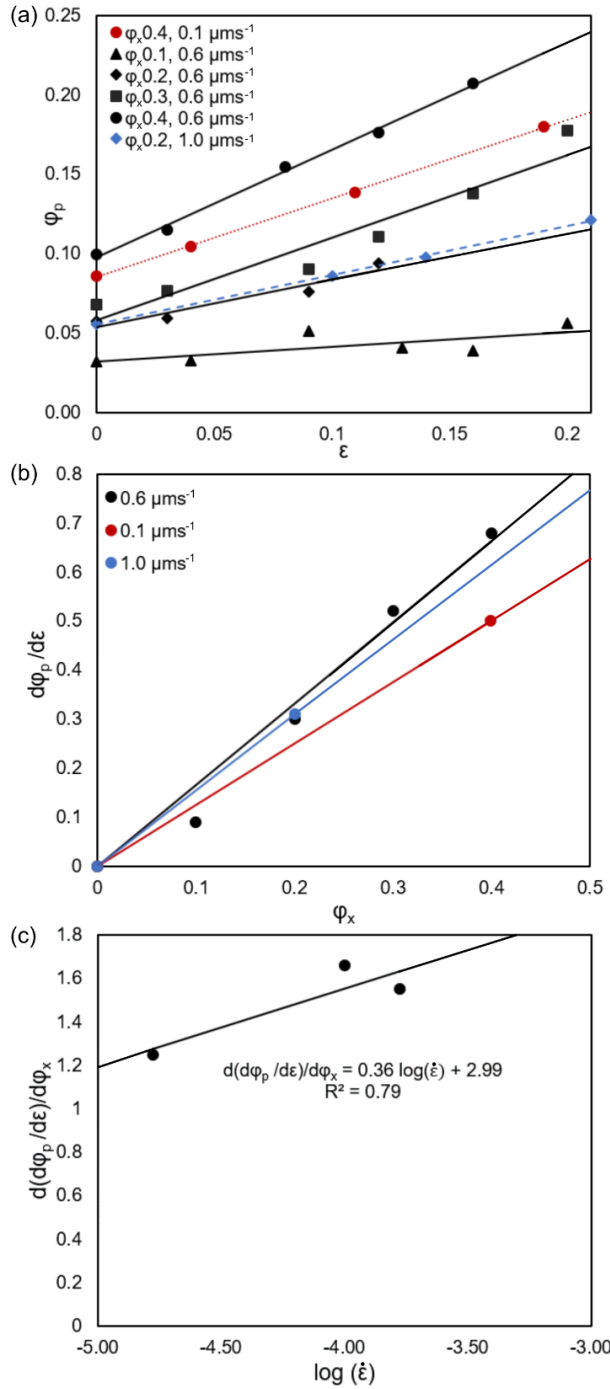 (a)
0.25
0.20
0.15
0.10
0.05
0.00
φₚ
φₓ0.4, 0.1 μms⁻¹
φₓ0.1, 0.6 μms⁻¹
φₓ0.2, 0.6 μms⁻¹
φₓ0.3, 0.6 μms⁻¹
φₓ0.4, 0.6 μms⁻¹
φₓ0.2, 1.0 μms⁻¹
0 0.05 0.1 0.15 0.2
ε
(b)
0.8
0.7
0.6
0.5
0.4
0.3
0.2
0.1
0
dφₚ/dε
0.6 μms⁻¹
0.1 μms⁻¹
1.0 μms⁻¹
0 0.1 0.2 0.3 0.4 0.5
φₓ
(c)
1.8
1.6
1.4
1.2
1
0.8
0.6
0.4
0.2
0
d(dφₚ/dε)/dφₓ
d(dφₚ/dε)/dφₓ = 0.36 log(ε̇) + 2.99
R² = 0.79
-5.00 -4.50 -4.00 -3.50 -3.00
log (ε̇)